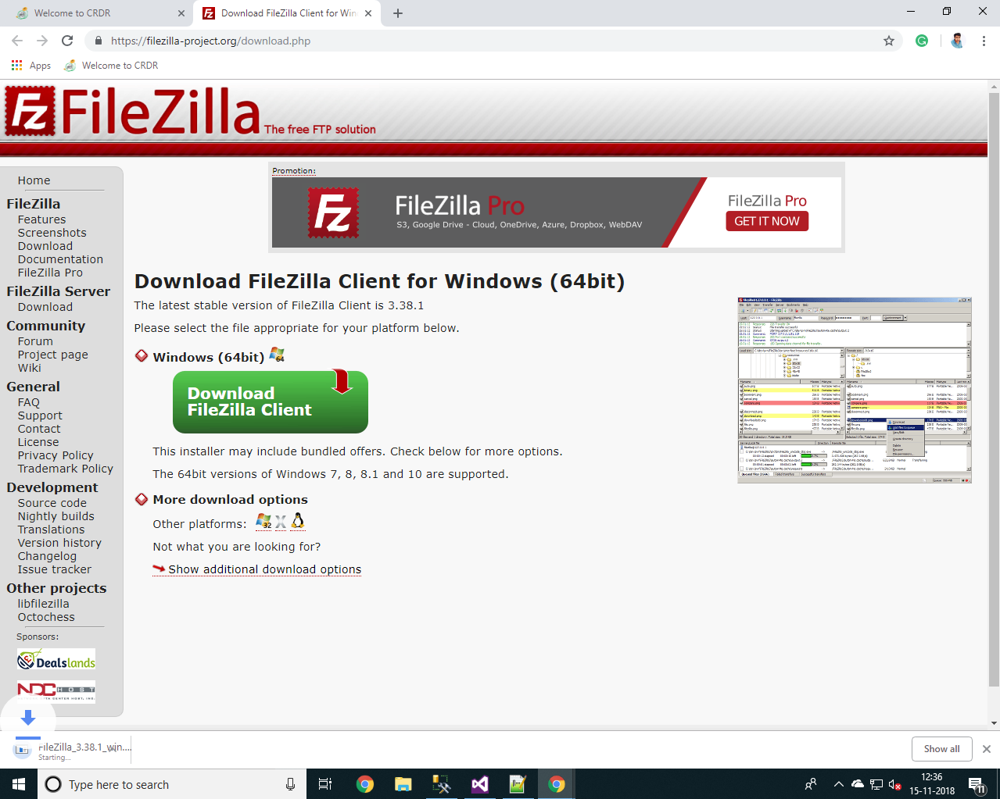 Welcome to CRDR
Download FileZilla Client for Win
https://filezilla-project.org/download.php
Apps
Welcome to CRDR
FileZilla The free FTP solution
Promotion:
FileZilla Pro
S3, Google Drive - Cloud, OneDrive, Azure, Dropbox, WebDAV
FileZilla Pro
GET IT NOW
Home
FileZilla
Features
Screenshots
Download
Documentation
FileZilla Pro
FileZilla Server
Download
Community
Forum
Project page
Wiki
General
FAQ
Support
Contact
License
Privacy Policy
Trademark Policy
Development
Source code
Nightly builds
Translations
Version history
Changelog
Issue tracker
Other projects
libfilezilla
Octochess
Sponsors:
Dealslands
NDC HOST
Download FileZilla Client for Windows (64bit)
The latest stable version of FileZilla Client is 3.38.1
Please select the file appropriate for your platform below.
Windows (64bit) 64
Download
FileZilla Client
This installer may include bundled offers. Check below for more options.
The 64bit versions of Windows 7, 8, 8.1 and 10 are supported.
More download options
Other platforms: 32
Not what you are looking for?
Show additional download options
FileZilla_3.38.1_win....
Starting...
Show all
Type here to search
12:36
15-11-2018
11